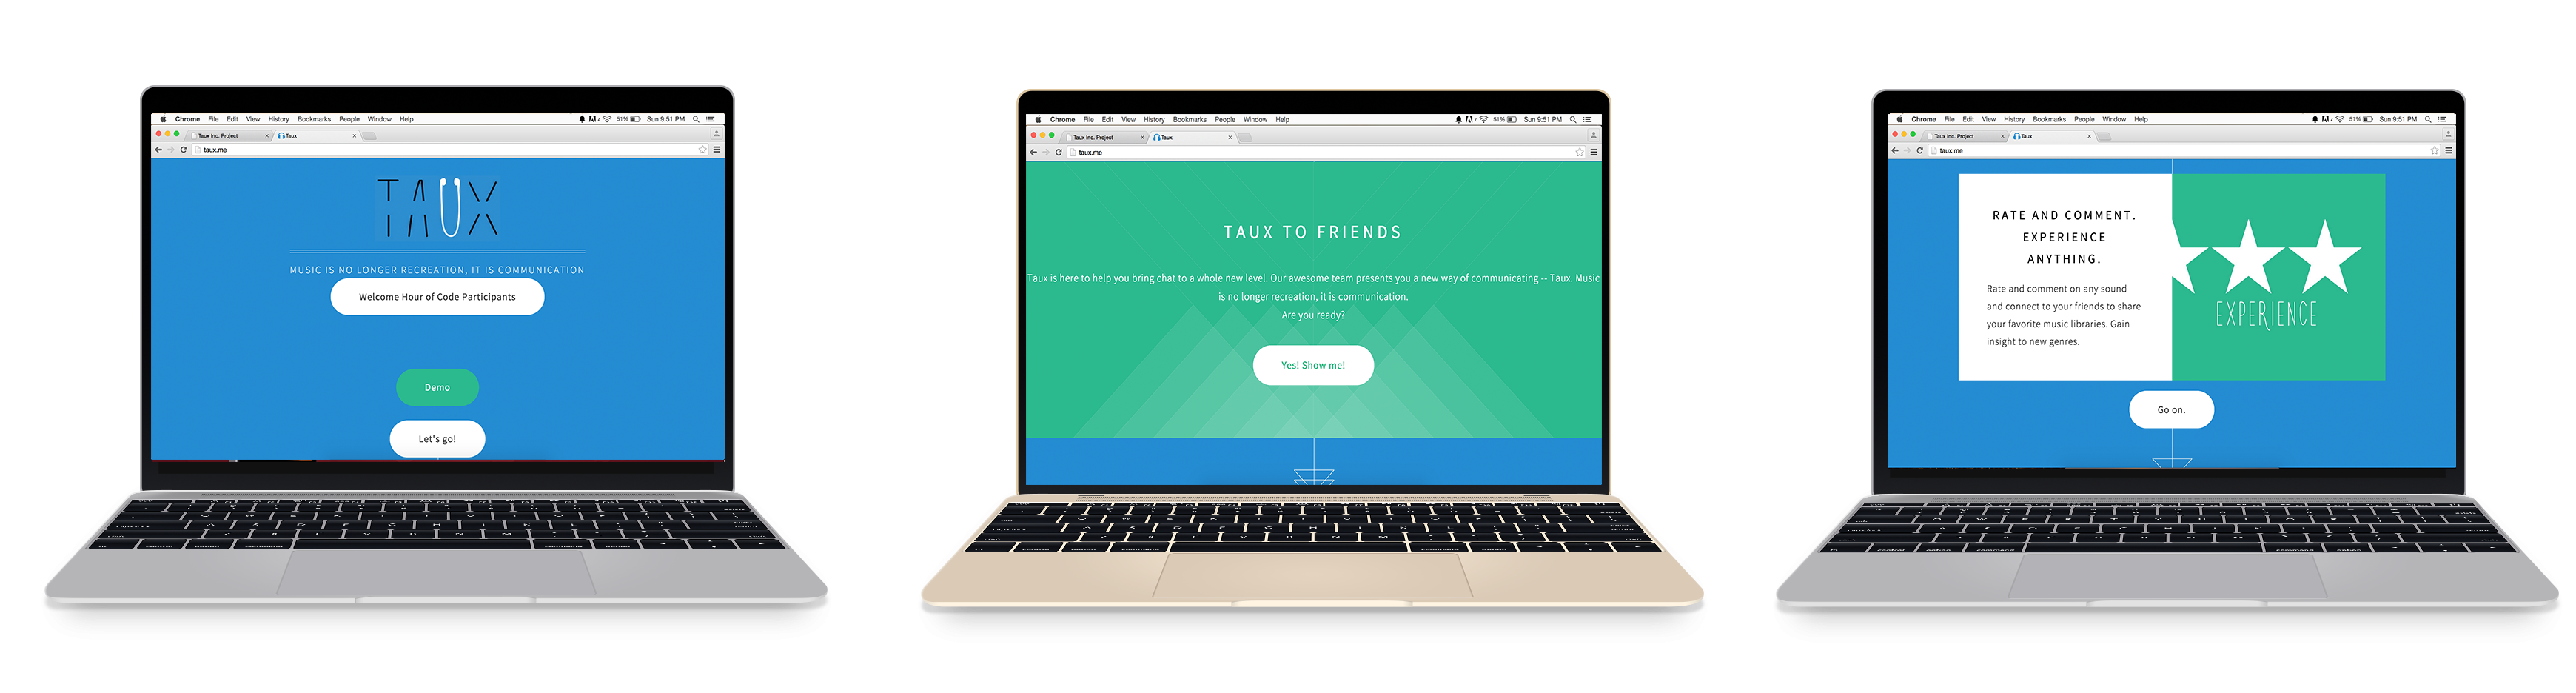 Chrome File Edit View History Bookmarks People Window Help 51% Sun 9:51 PM
Taux Inc. Project Taux
taux.me
TAUX
MUSIC IS NO LONGER RECREATION, IT IS COMMUNICATION
Welcome Hour of Code Participants
Demo
Let's go!
Chrome File Edit View History Bookmarks People Window Help 51% Sun 9:51 PM
Taux Inc. Project Taux
taux.me
TAUX TO FRIENDS
Taux is here to help you bring chat to a whole new level. Our awesome team presents you a new way of communicating -- Taux. Music
is no longer recreation, it is communication.
Are you ready?
Yes! Show me!
Chrome File Edit View History Bookmarks People Window Help 51% Sun 9:51 PM
Taux Inc. Project Taux
taux.me
RATE AND COMMENT.
EXPERIENCE
ANYTHING.
Rate and comment on any sound
and connect to your friends to share
your favorite music libraries. Gain
insight to new genres.
EXPERIENCE
Go on.